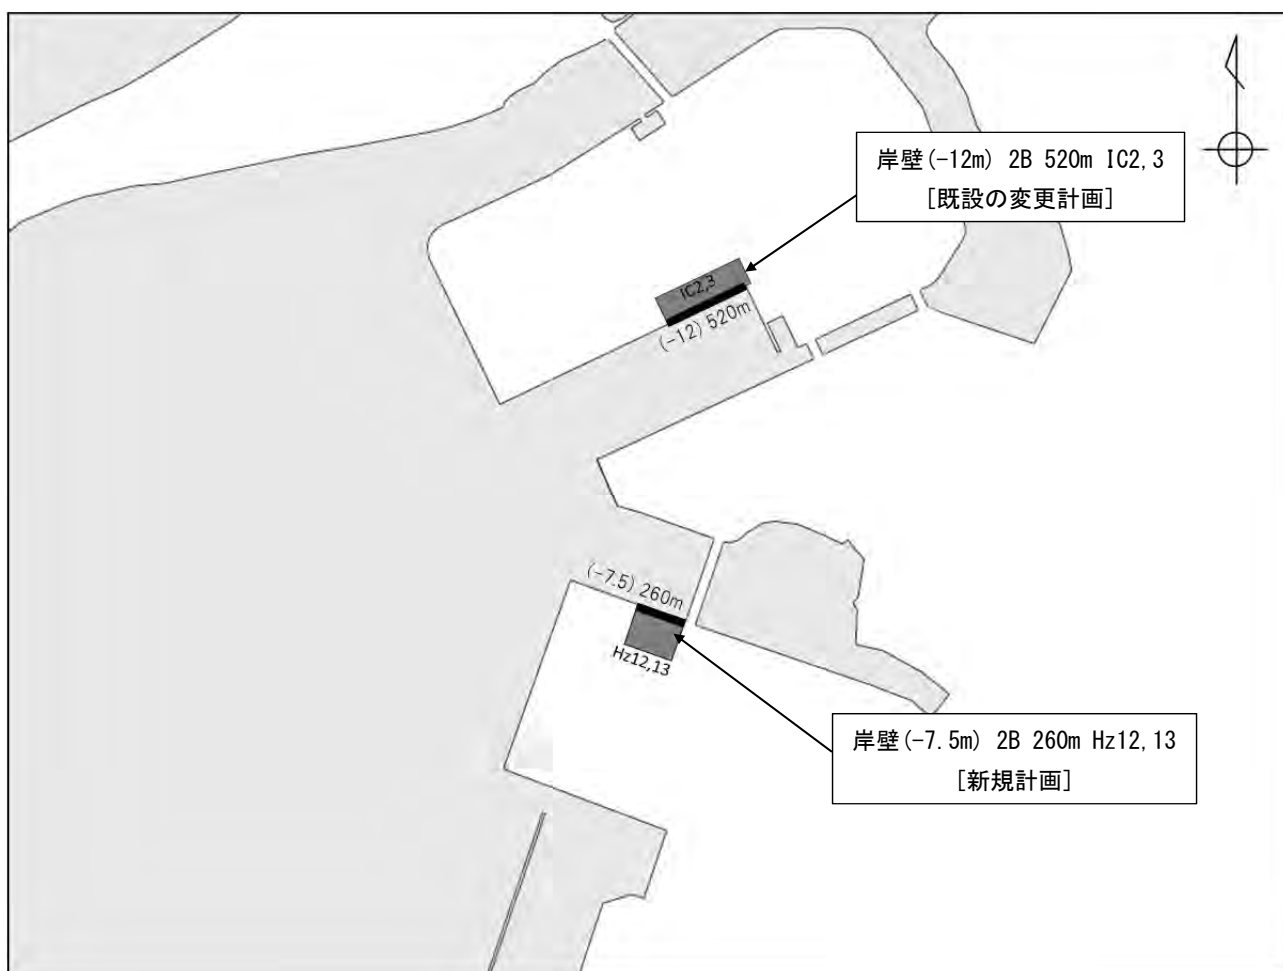 岸壁(-12m) 2B 520m IC2,3
[既設の変更計画]
IC2,3
(-12) 520m
(-7.5) 260m
Hz12,13
岸壁(-7.5m) 2B 260m Hz12,13
[新規計画]